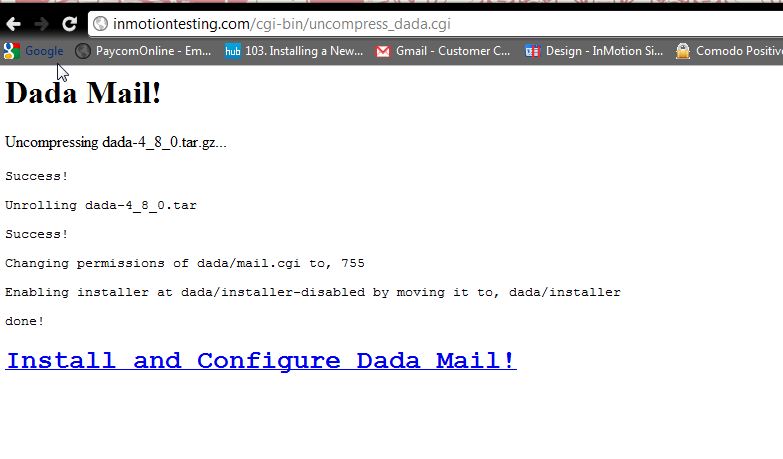 inmotiontesting.com/cgi-bin/uncompress_dada.cgi
Google PaycomOnline - Em... hub 103. Installing a New... Gmail - Customer C... Design - InMotion Si... Comodo Positive
Dada Mail!
Uncompressing dada-4_8_0.tar.gz...
Success!
Unrolling dada-4_8_0.tar
Success!
Changing permissions of dada/mail.cgi to, 755
Enabling installer at dada/installer-disabled by moving it to, dada/installer
done!
Install and Configure Dada Mail!